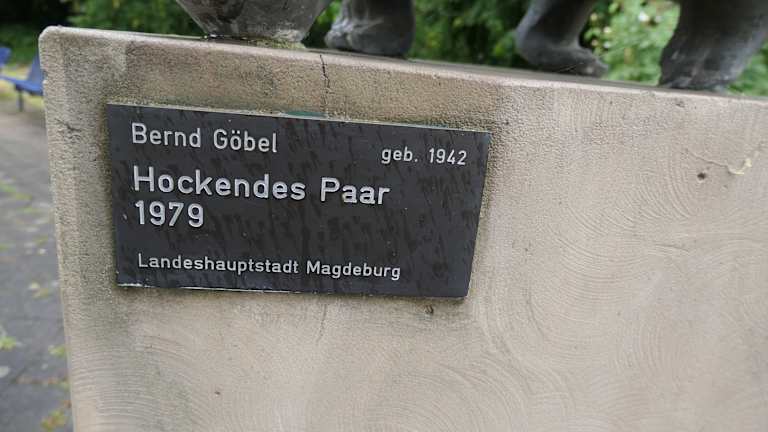 Bernd Göbel geb. 1942
Hockendes Paar
1979
Landeshauptstadt Magdeburg